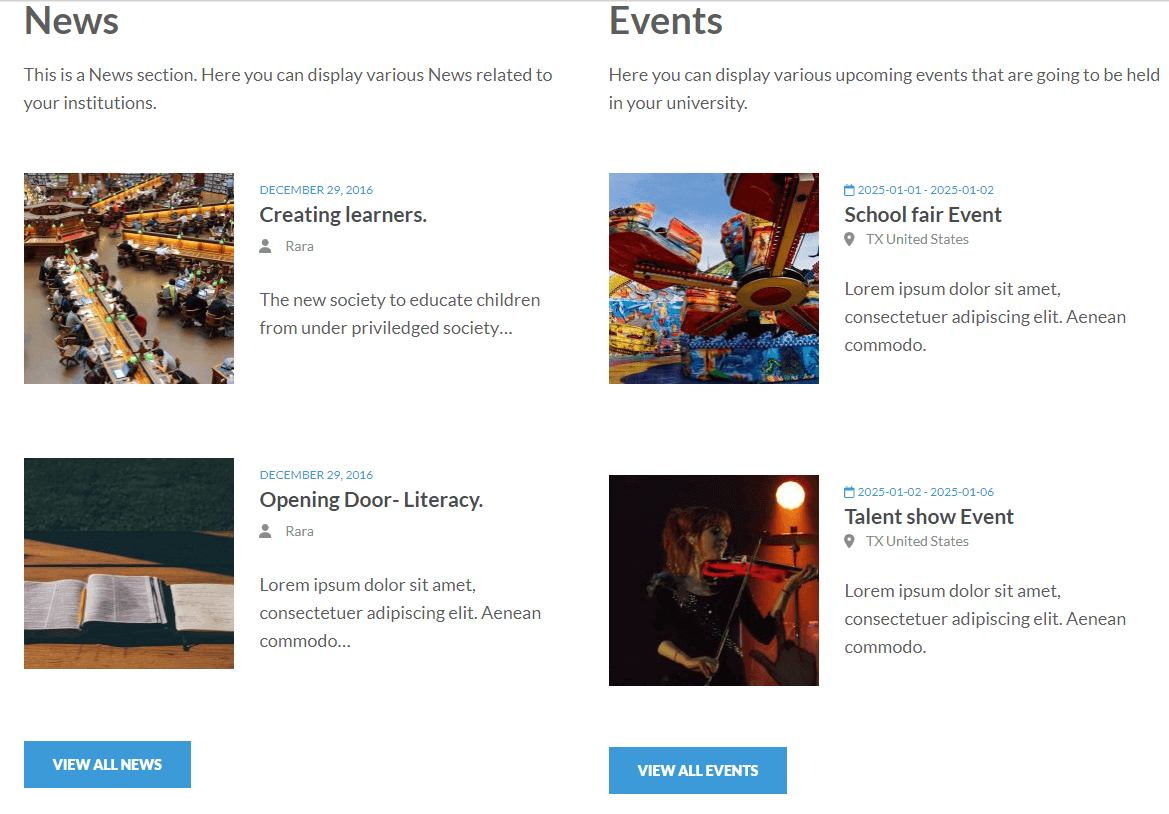 News
This is a News section. Here you can display various News related to
your institutions.
DECEMBER 29, 2016
Creating learners.
Rara
The new society to educate children
from under priviledged society...
DECEMBER 29, 2016
Opening Door- Literacy.
Rara
Lorem ipsum dolor sit amet,
consectetuer adipiscing elit. Aenean
commodo...
VIEW ALL NEWS
Events
Here you can display various upcoming events that are going to be held
in your university.
2025-01-01 - 2025-01-02
School fair Event
TX United States
Lorem ipsum dolor sit amet,
consectetuer adipiscing elit. Aenean
commodo.
2025-01-02 - 2025-01-06
Talent show Event
TX United States
Lorem ipsum dolor sit amet,
consectetuer adipiscing elit. Aenean
commodo.
VIEW ALL EVENTS